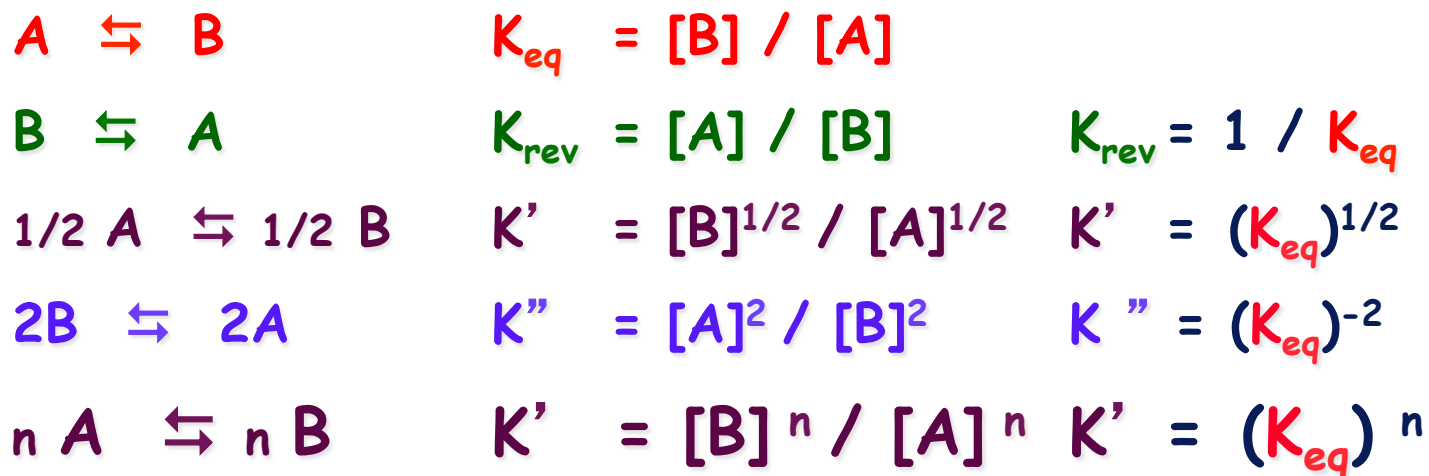 A ⇆ B K_eq = [B] / [A]
B ⇆ A K_rev = [A] / [B] K_rev = 1 / K_eq
1/2 A ⇆ 1/2 B K’ = [B]^1/2 / [A]^1/2 K’ = (K_eq)^1/2
2B ⇆ 2A K” = [A]^2 / [B]^2 K ” = (K_eq)^-2
n A ⇆ n B K’ = [B]^n / [A]^n K’ = (K_eq)^n